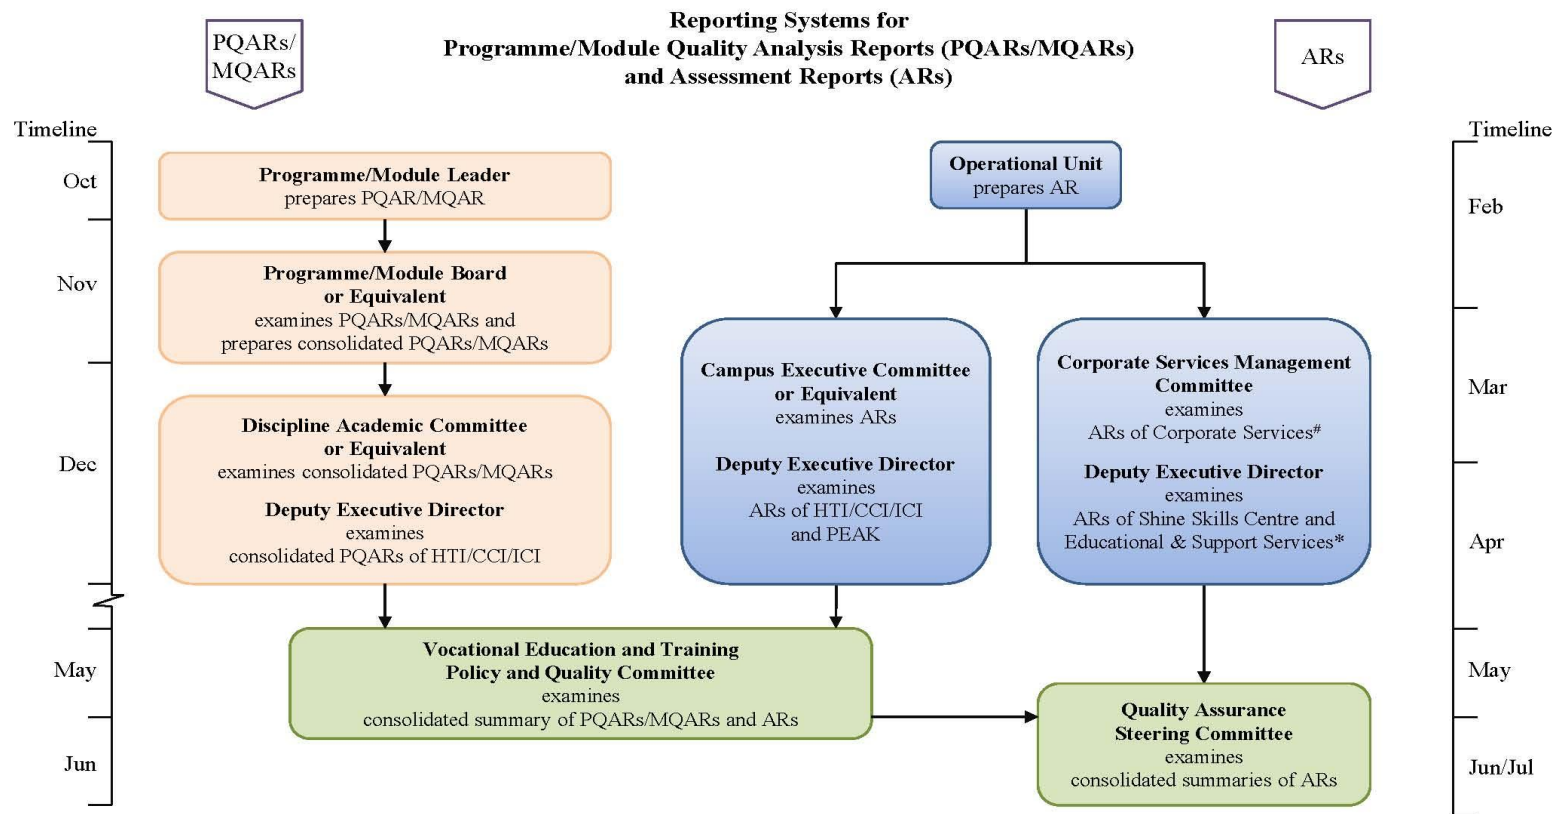 Reporting Systems for
Programme/Module Quality Analysis Reports (PQARs/MQARs)
and Assessment Reports (ARs)
PQARs/
MQARs
ARs
Timeline
Oct
Nov
Dec
May
Jun
Programme/Module Leader
prepares PQAR/MQAR
Programme/Module Board
or Equivalent
examines PQARs/MQARs and
prepares consolidated PQARs/MQARs
Discipline Academic Committee
or Equivalent
examines consolidated PQARs/MQARs
Deputy Executive Director
examines
consolidated PQARs of HTI/CCI/ICI
Operational Unit
prepares AR
Campus Executive Committee
or Equivalent
examines ARs
Deputy Executive Director
examines
ARs of HTI/CCI/ICI
and PEAK
Corporate Services Management
Committee
examines
ARs of Corporate Services#
Deputy Executive Director
examines
ARs of Shine Skills Centre and
Educational & Support Services*
Vocational Education and Training
Policy and Quality Committee
examines
consolidated summary of PQARs/MQARs and ARs
Quality Assurance
Steering Committee
examines
consolidated summaries of ARs
Timeline
Feb
Mar
Apr
May
Jun/Jul